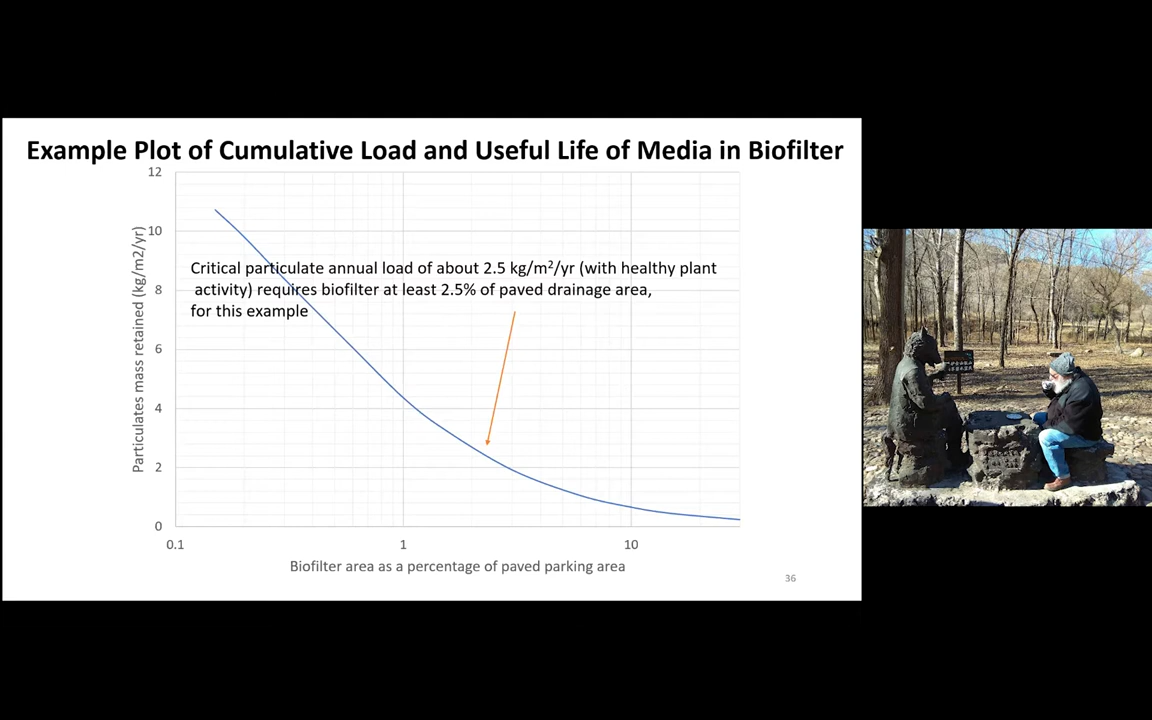 Example Plot of Cumulative Load and Useful Life of Media in Biofilter
12
10
8
6
4
2
0
Particulates mass retained (kg/m2/yr)
Critical particulate annual load of about 2.5 kg/m²/yr (with healthy plant
activity) requires biofilter at least 2.5% of paved drainage area,
for this example
0.1
1
10
Biofilter area as a percentage of paved parking area
36